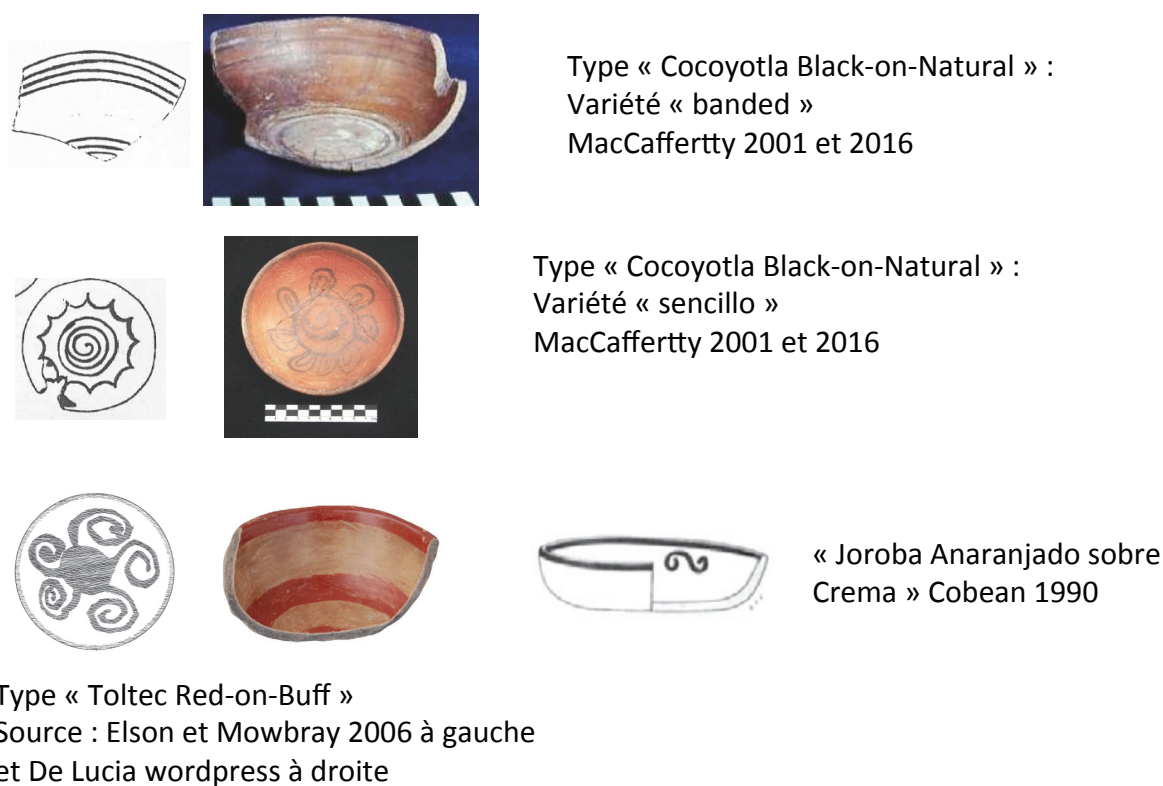 Type « Cocoyotla Black-on-Natural » :
Variété « banded »
MacCaffertty 2001 et 2016
Type « Cocoyotla Black-on-Natural » :
Variété « sencillo »
MacCaffertty 2001 et 2016
« Joroba Anaranjado sobre
Crema » Cobean 1990
Type « Toltec Red-on-Buff »
Source : Elson et Mowbray 2006 à gauche
et De Lucia wordpress à droite